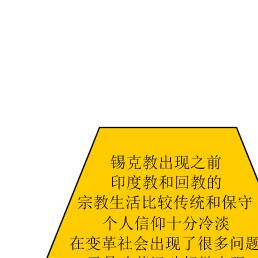 锡克教出现之前
印度教和回教的
宗教生活比较传统和保守
个人信仰十分冷淡
在变革社会出现了很多问题